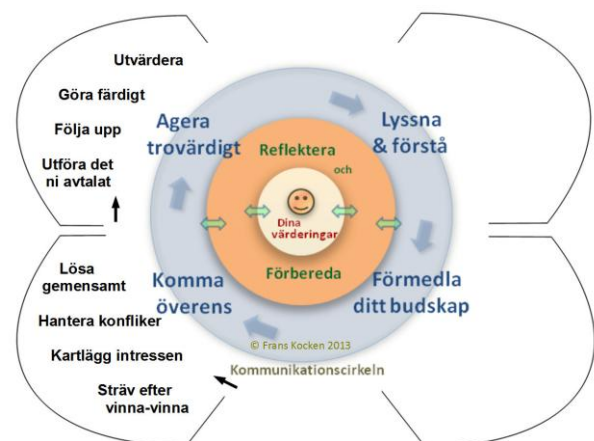 Utvärdera
Göra färdigt
Följa upp
Utföra det
ni avtalat
Agera
trovärdigt
Lyssna
& förstå
Reflektera
och
Dina
värderingar
Förbereda
Komma
överens
Förmedla
ditt budskap
Lösa
gemensamt
Hantera konfliker
Kartlägg intressen
Sträv efter
vinna-vinna
© Frans Kocken 2013
Kommunikationscirkeln